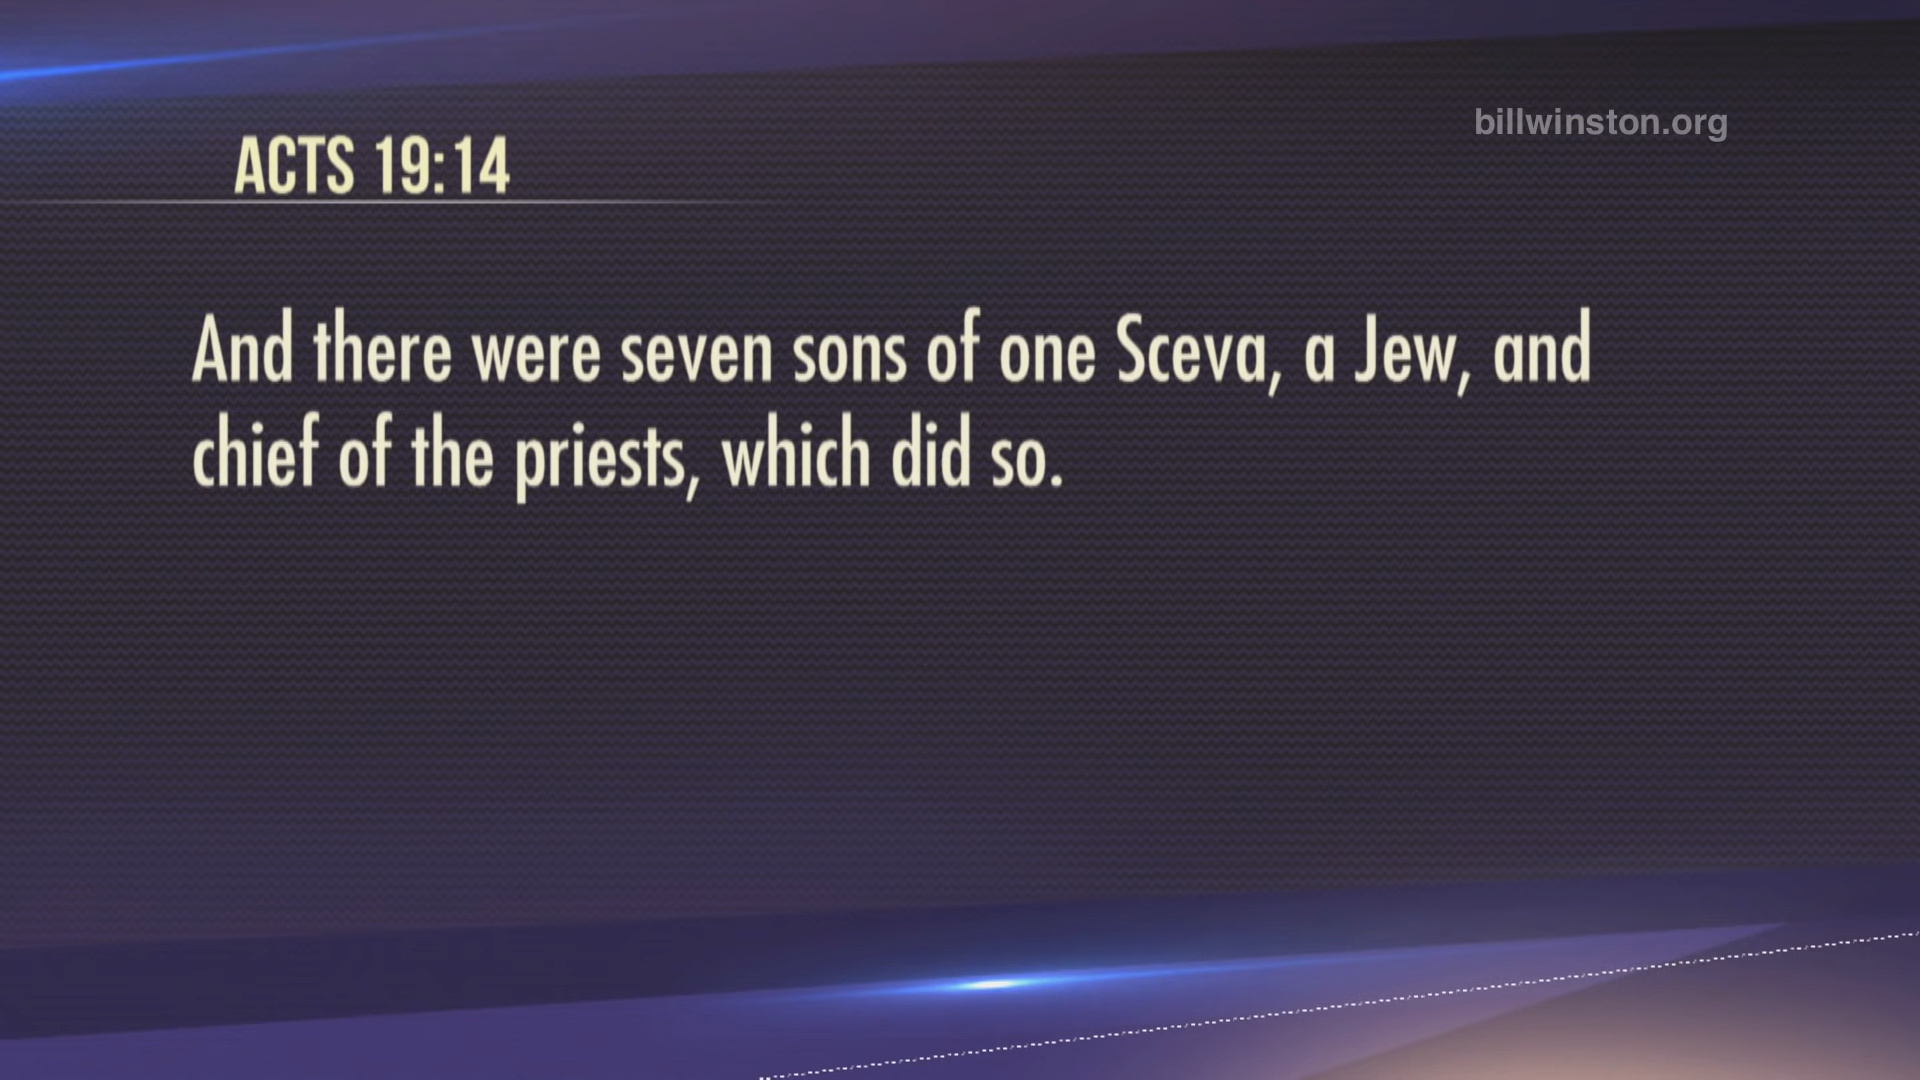 billwinston.org
ACTS 19:14
And there were seven sons of one Sceva, a Jew, and
chief of the priests, which did so.